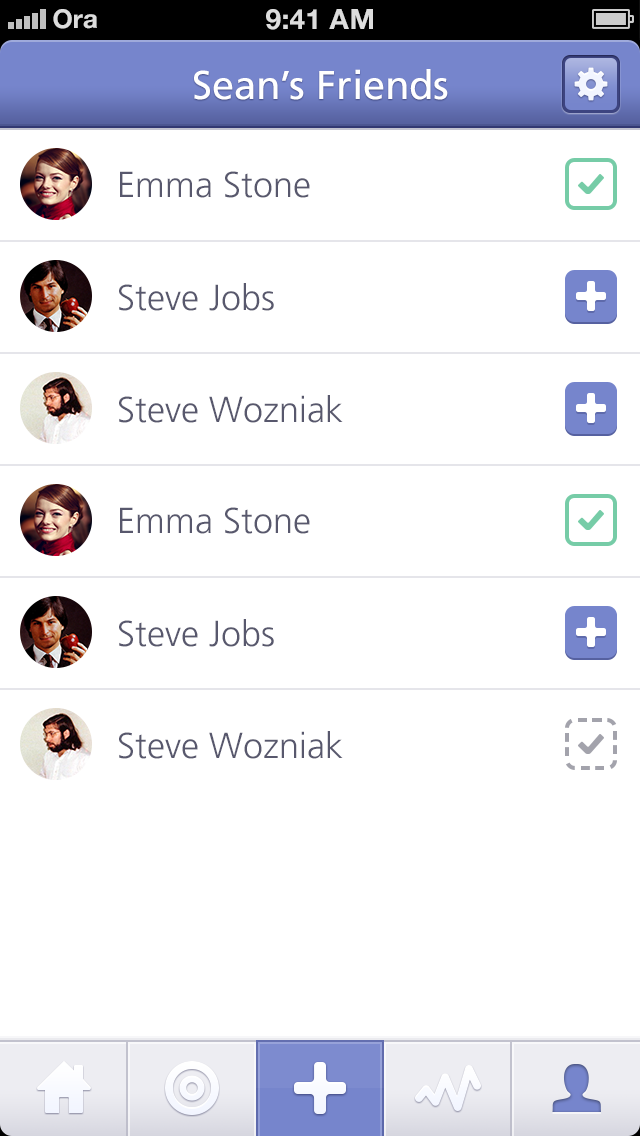 Ora 9:41 AM
Sean’s Friends
Emma Stone
Steve Jobs
Steve Wozniak
Emma Stone
Steve Jobs
Steve Wozniak